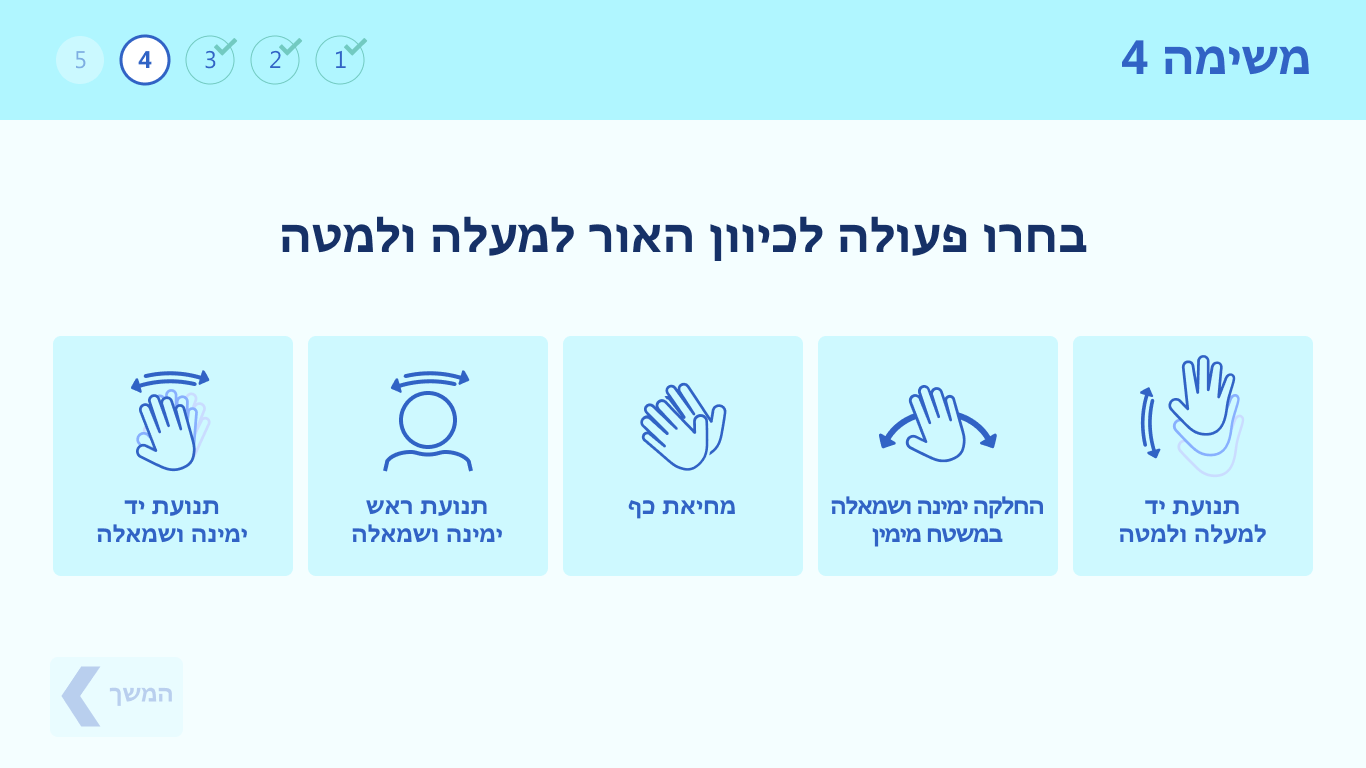 משימה 4
1
2
3
4
5
בחרו פעולה לכיוון האור למעלה ולמטה
תנועת יד
למעלה ולמטה
החלקה ימינה ושמאלה
במשטח מימין
מחיאת כף
תנועת ראש
ימינה ושמאלה
תנועת יד
ימינה ושמאלה
המשך